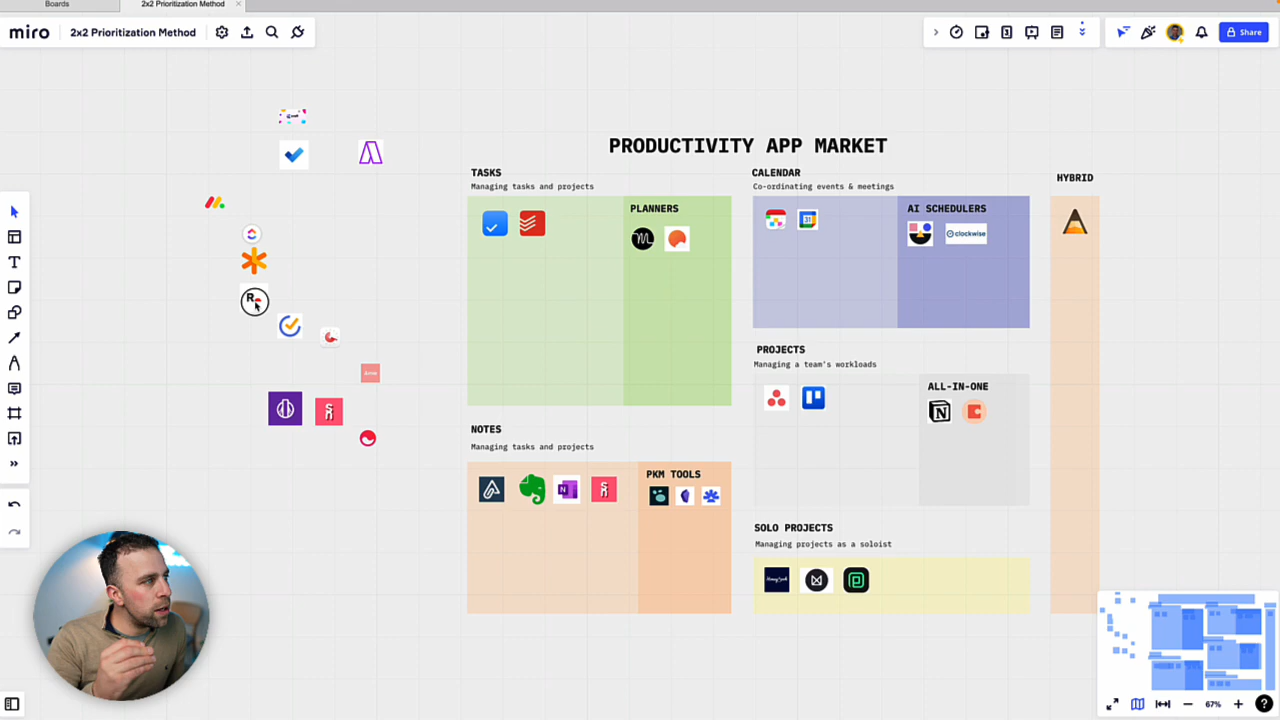 Boards
2x2 Prioritization Method
miro
2x2 Prioritization Method
Share
PRODUCTIVITY APP MARKET
TASKS
Managing tasks and projects
PLANNERS
CALENDAR
Co-ordinating events & meetings
AI SCHEDULERS
clockwise
HYBRID
31
R
PROJECTS
Managing a team's workloads
ALL-IN-ONE
N
NOTES
Managing tasks and projects
PKM TOOLS
N
SOLO PROJECTS
Managing projects as a soloist
67%